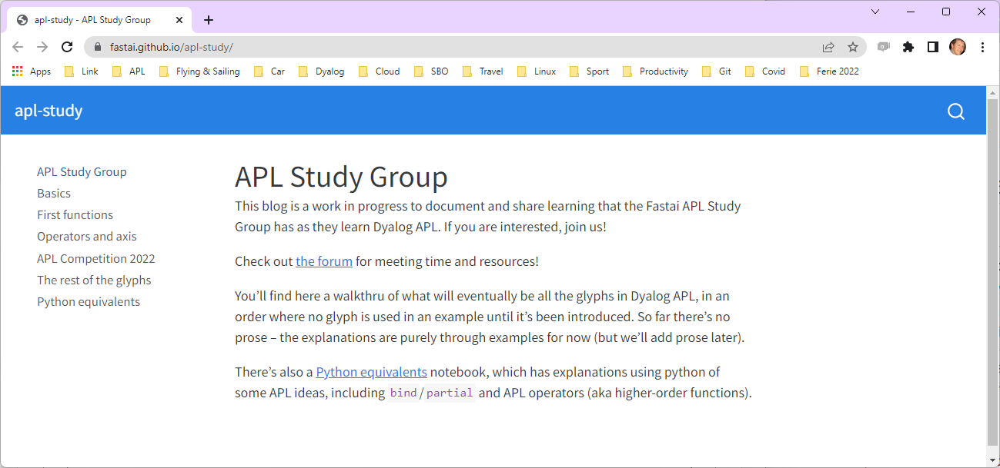 apl-study - APL Study Group
fastai.github.io/apl-study/
Apps Link APL Flying & Sailing Car Dyalog Cloud SBO Travel Linux Sport Productivity Git Covid Ferie 2022
apl-study
APL Study Group
Basics
First functions
Operators and axis
APL Competition 2022
The rest of the glyphs
Python equivalents
APL Study Group
This blog is a work in progress to document and share learning that the Fastai APL Study
Group has as they learn Dyalog APL. If you are interested, join us!
Check out the forum for meeting time and resources!
You’ll find here a walkthru of what will eventually be all the glyphs in Dyalog APL, in an
order where no glyph is used in an example until it’s been introduced. So far there’s no
prose – the explanations are purely through examples for now (but we’ll add prose later).
There’s also a Python equivalents notebook, which has explanations using python of
some APL ideas, including bind/partial and APL operators (aka higher-order functions).